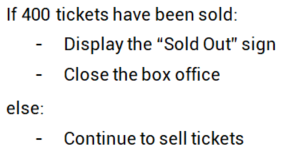 If 400 tickets have been sold:
- Display the “Sold Out” sign
- Close the box office
else:
- Continue to sell tickets